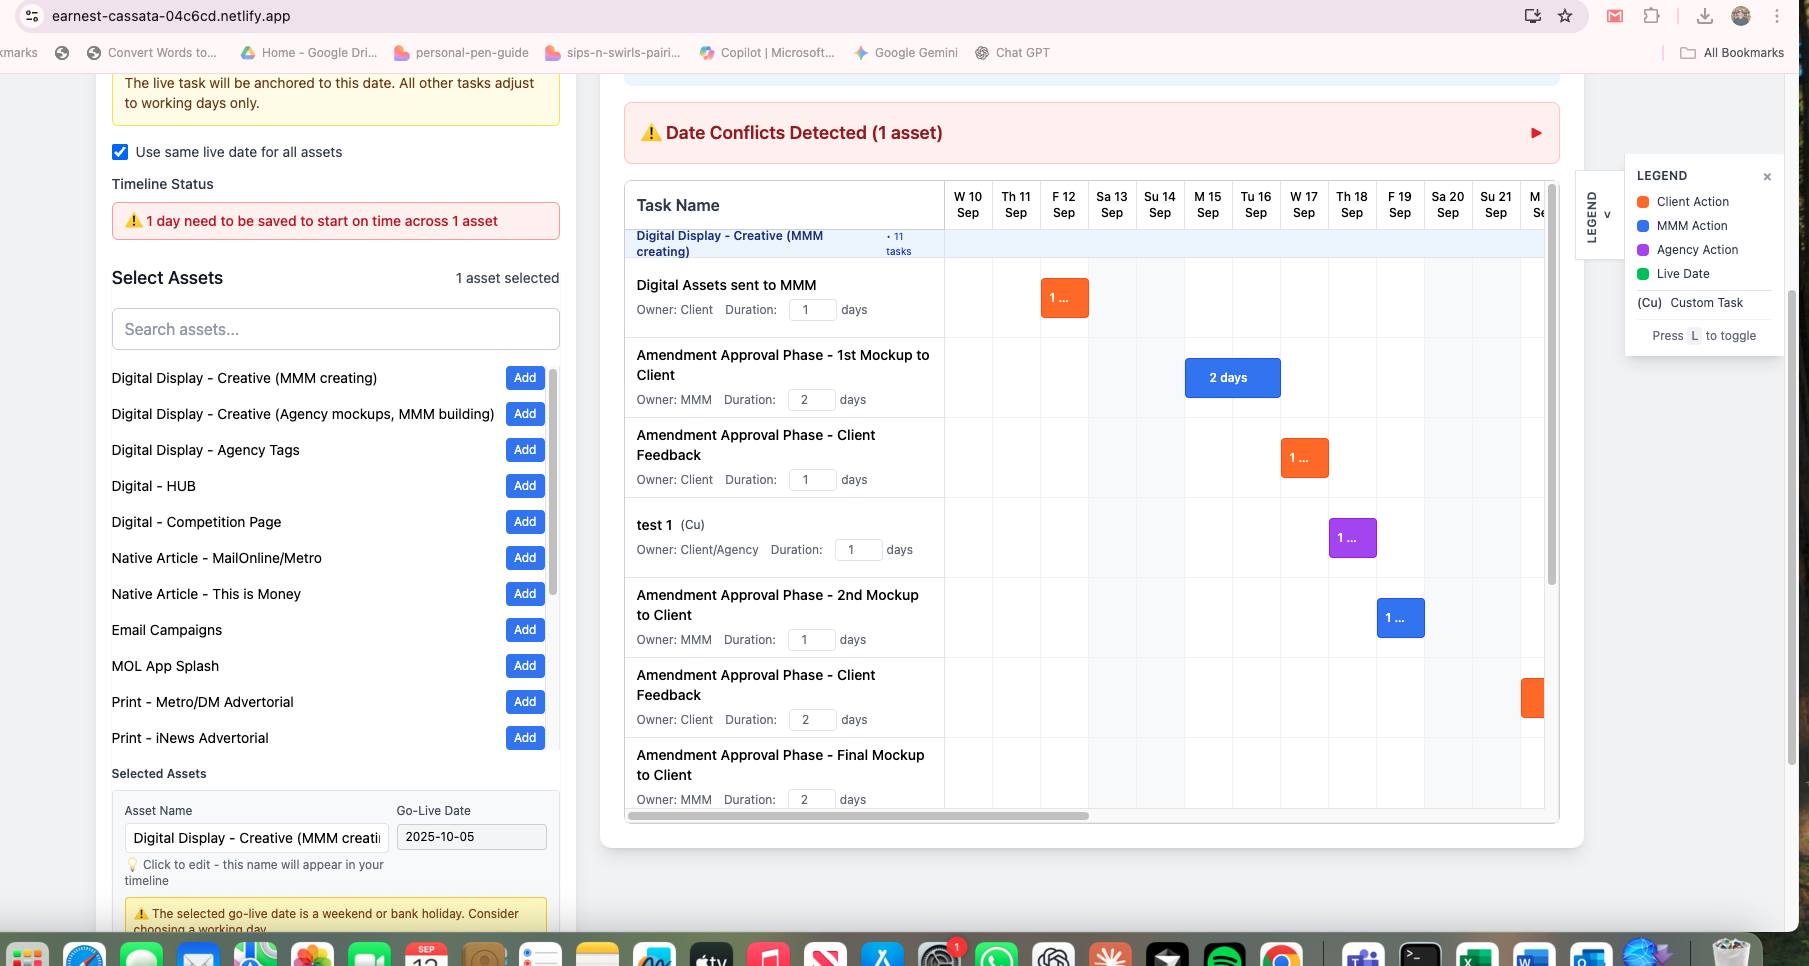 earnest-cassata-04c6cd.netlify.app
kmarks
Convert Words to...
Home - Google Dri...
personal-pen-guide
sips-n-swirls-pairi...
Copilot | Microsoft...
Google Gemini
Chat GPT
All Bookmarks
The live task will be anchored to this date. All other tasks adjust
to working days only.
Use same live date for all assets
Timeline Status
⚠️ 1 day need to be saved to start on time across 1 asset
Select Assets
1 asset selected
Search assets...
Digital Display - Creative (MMM creating)
Add
Digital Display - Creative (Agency mockups, MMM building)
Add
Digital Display - Agency Tags
Add
Digital - HUB
Add
Digital - Competition Page
Add
Native Article - MailOnline/Metro
Add
Native Article - This is Money
Add
Email Campaigns
Add
MOL App Splash
Add
Print - Metro/DM Advertorial
Add
Print - iNews Advertorial
Add
Selected Assets
Asset Name
Go-Live Date
Digital Display - Creative (MMM creati
2025-10-05
💡 Click to edit - this name will appear in your
timeline
⚠️ The selected go-live date is a weekend or bank holiday. Consider
choosing a working day
⚠️ Date Conflicts Detected (1 asset)
Task Name
W 10
Sep
Th 11
Sep
F 12
Sep
Sa 13
Sep
Su 14
Sep
M 15
Sep
Tu 16
Sep
W 17
Sep
Th 18
Sep
F 19
Sep
Sa 20
Sep
Su 21
Sep
M
Digital Display - Creative (MMM
creating)
• 11
tasks
Digital Assets sent to MMM
Owner: Client Duration: 1 days
1 ...
Amendment Approval Phase - 1st Mockup to
Client
Owner: MMM Duration: 2 days
2 days
Amendment Approval Phase - Client
Feedback
Owner: Client Duration: 1 days
1 ...
test 1 (Cu)
Owner: Client/Agency Duration: 1 days
1 ...
Amendment Approval Phase - 2nd Mockup
to Client
Owner: MMM Duration: 1 days
1 ...
Amendment Approval Phase - Client
Feedback
Owner: Client Duration: 2 days
Amendment Approval Phase - Final Mockup
to Client
Owner: MMM Duration: 2 days
LEGEND
LEGEND
×
Client Action
MMM Action
Agency Action
Live Date
(Cu) Custom Task
Press L to toggle
SEP
tv
1